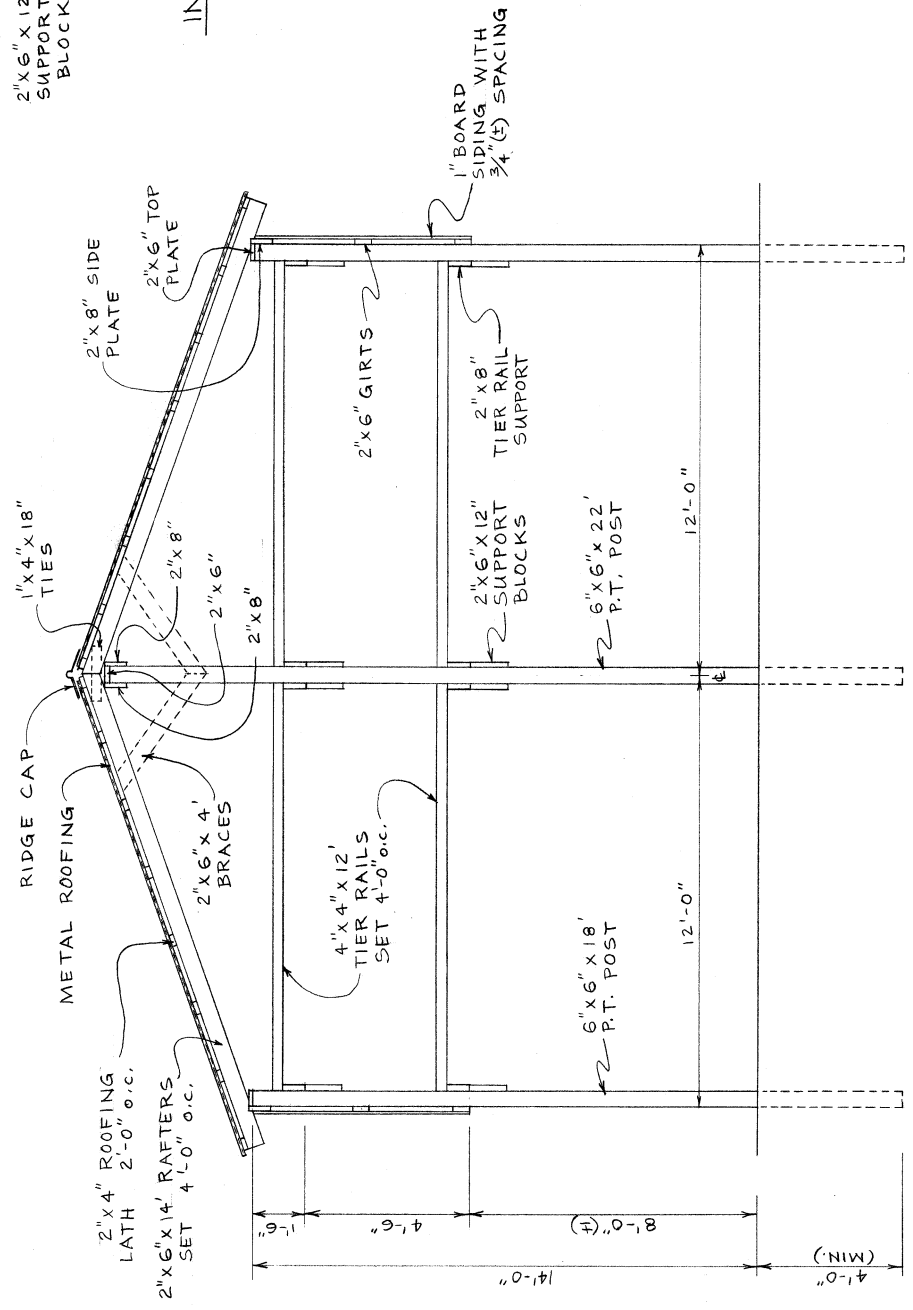 2"X6" X 12
SUPPORT
BLOCK
IN
RIDGE CAP
METAL ROOFING
1"X4"X18"
TIES
2"X8" SIDE
PLATE
2"X6" TOP
PLATE
2"X4" ROOFING
LATH 2'-0" o.c.
2"X6"X14' RAFTERS
SET 4'-0" o.c.
2"X8"
2"X6"
2"X8"
2"X6"X4'
BRACES
1" BOARD
SIDING WITH
3/4"(±) SPACING
2"X6" GIRTS
4"X4"X12'
TIER RAILS
SET 4'-0" o.c.
2"X8"
TIER RAIL
SUPPORT
2"X6"X12"
SUPPORT
BLOCKS
6"X6"X22'
P.T. POST
6"X6"X18'
P.T. POST
12'-0"
12'-0"
℄
1'-6"
4'-6"
8'-0"(±)
14'-0"
4'-0"
(MIN.)